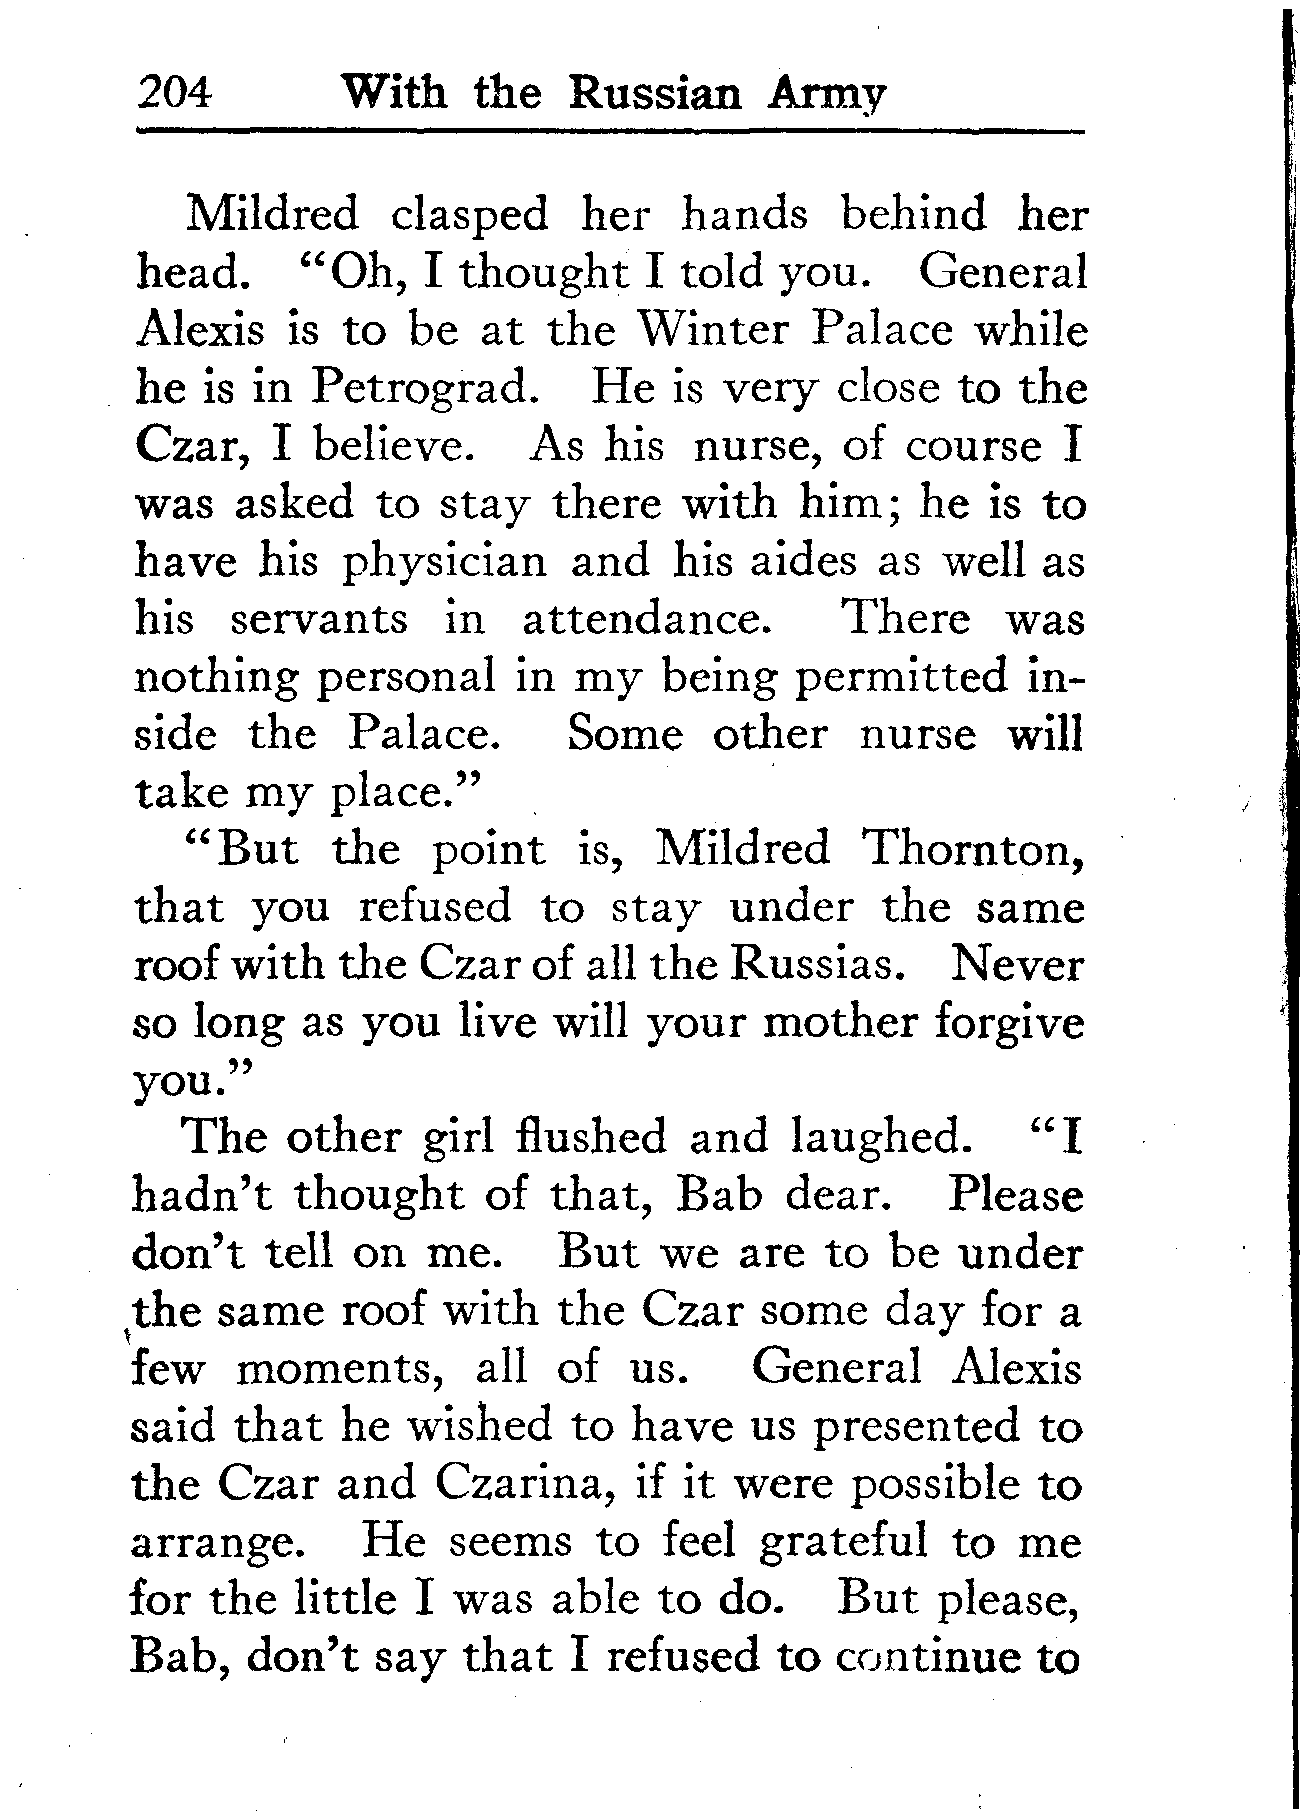 204 With the Russian Army
Mildred clasped her hands behind her
head. “Oh, I thought I told you. General
Alexis is to be at the Winter Palace while
he is in Petrograd. He is very close to the
Czar, I believe. As his nurse, of course I
was asked to stay there with him; he is to
have his physician and his aides as well as
his servants in attendance. There was
nothing personal in my being permitted in-
side the Palace. Some other nurse will
take my place.”
“But the point is, Mildred Thornton,
that you refused to stay under the same
roof with the Czar of all the Russias. Never
so long as you live will your mother forgive
you.”
The other girl flushed and laughed. “I
hadn’t thought of that, Bab dear. Please
don’t tell on me. But we are to be under
the same roof with the Czar some day for a
few moments, all of us. General Alexis
said that he wished to have us presented to
the Czar and Czarina, if it were possible to
arrange. He seems to feel grateful to me
for the little I was able to do. But please,
Bab, don’t say that I refused to continue to